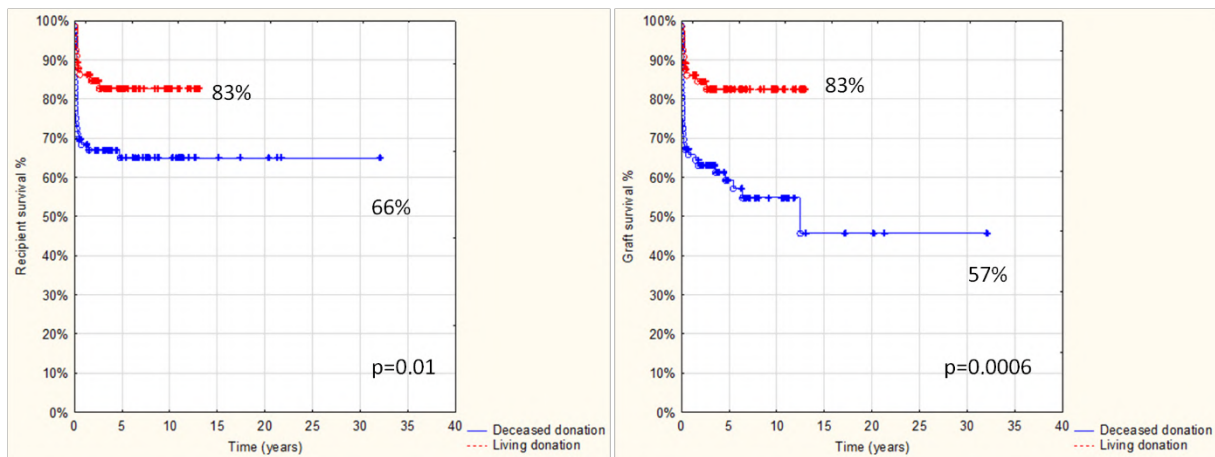 Recipient survival %
100%
90%
80%
70%
60%
50%
40%
30%
20%
10%
0%
83%
66%
p=0.01
0 5 10 15 20 25 30 35 40
Time (years)
Deceased donation
Living donation
Graft survival %
100%
90%
80%
70%
60%
50%
40%
30%
20%
10%
0%
83%
57%
p=0.0006
0 5 10 15 20 25 30 35 40
Time (years)
Deceased donation
Living donation